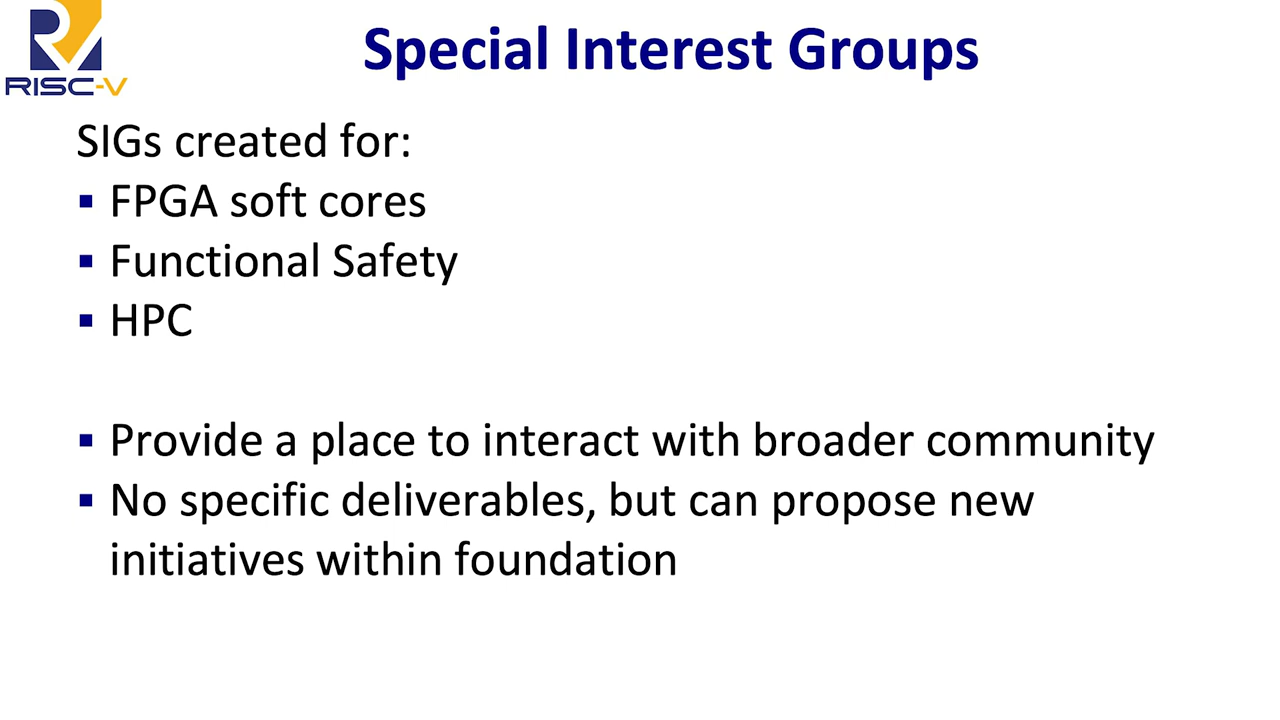 RISC-V
Special Interest Groups
SIGs created for:
▪ FPGA soft cores
▪ Functional Safety
▪ HPC
▪ Provide a place to interact with broader community
▪ No specific deliverables, but can propose new
initiatives within foundation